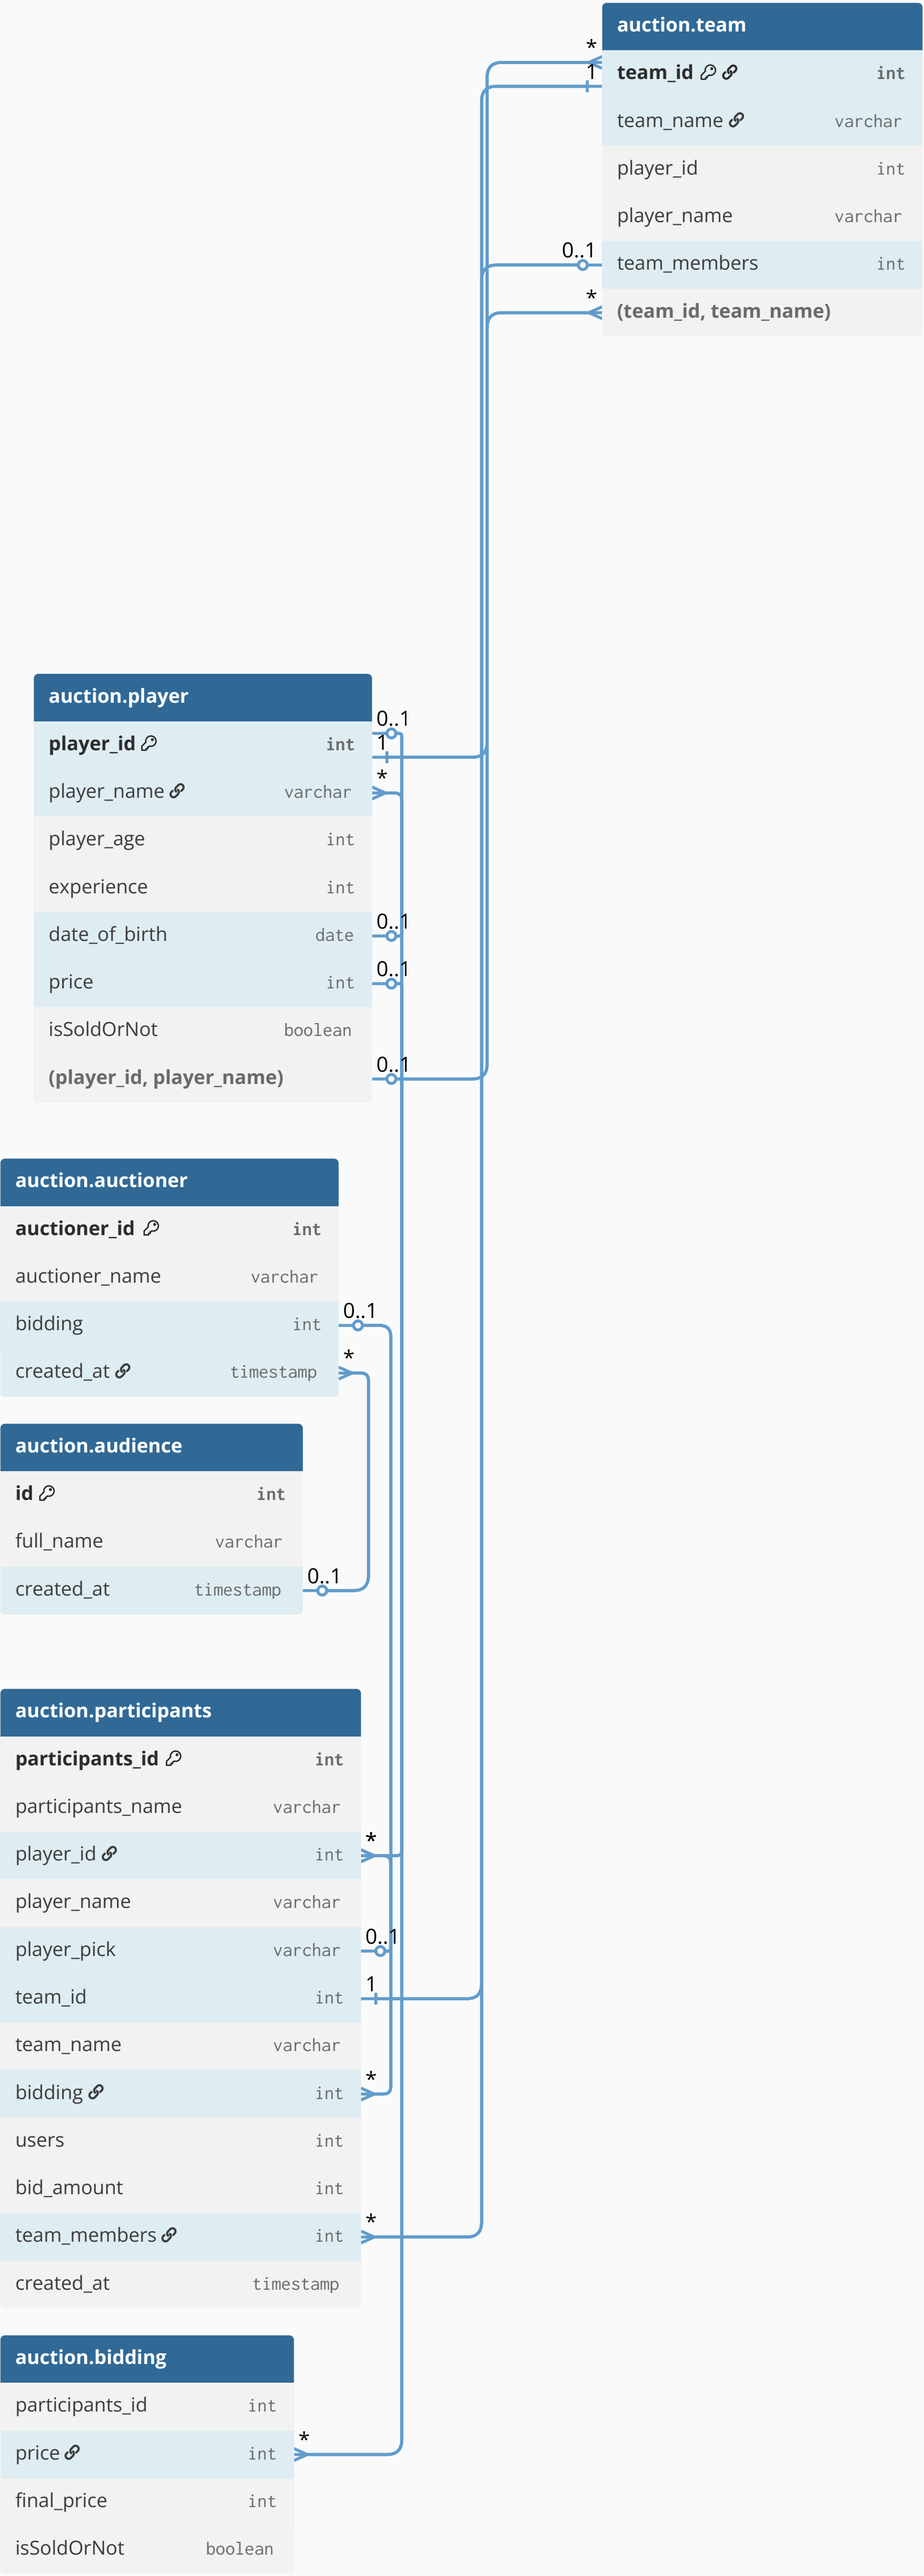 auction.team
*
team_id int
1
team_name varchar
player_id int
player_name varchar
0..1
team_members int
*
(team_id, team_name)
auction.player
0..1
player_id int
1
*
player_name varchar
player_age int
experience int
0..1
date_of_birth date
0..1
price int
isSoldOrNot boolean
0..1
(player_id, player_name)
auction.auctioner
auctioner_id int
auctioner_name varchar
0..1
bidding int
*
created_at timestamp
auction.audience
id int
full_name varchar
0..1
created_at timestamp
auction.participants
participants_id int
participants_name varchar
*
player_id int
player_name varchar
0..1
player_pick varchar
1
team_id int
team_name varchar
*
bidding int
users int
bid_amount int
*
team_members int
created_at timestamp
auction.bidding
participants_id int
*
price int
final_price int
isSoldOrNot boolean